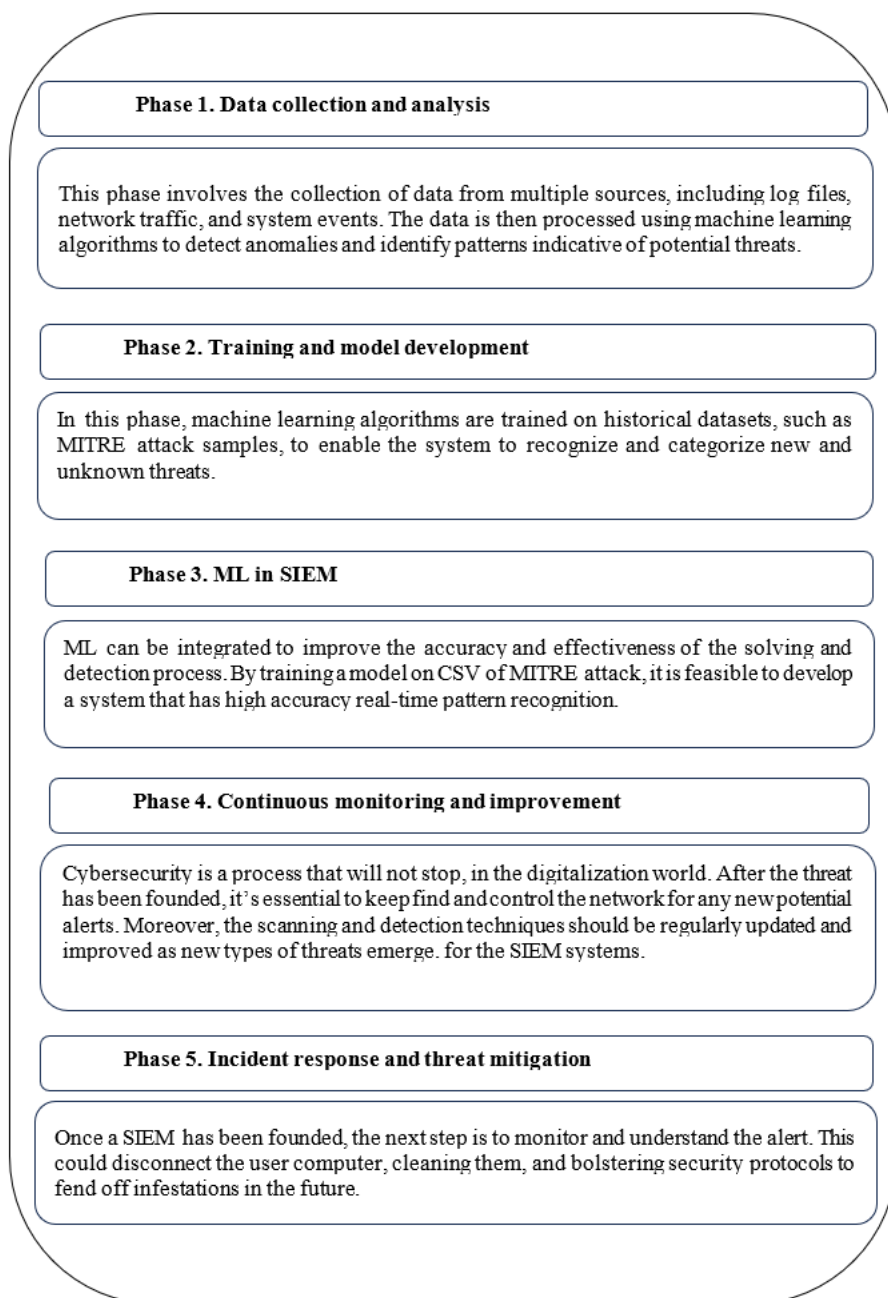 Phase 1. Data collection and analysis
This phase involves the collection of data from multiple sources, including log files,
network traffic, and system events. The data is then processed using machine learning
algorithms to detect anomalies and identify patterns indicative of potential threats.
Phase 2. Training and model development
In this phase, machine learning algorithms are trained on historical datasets, such as
MITRE attack samples, to enable the system to recognize and categorize new and
unknown threats.
Phase 3. ML in SIEM
ML can be integrated to improve the accuracy and effectiveness of the solving and
detection process. By training a model on CSV of MITRE attack, it is feasible to develop
a system that has high accuracy real-time pattern recognition.
Phase 4. Continuous monitoring and improvement
Cybersecurity is a process that will not stop, in the digitalization world. After the threat
has been founded, it's essential to keep find and control the network for any new potential
alerts. Moreover, the scanning and detection techniques should be regularly updated and
improved as new types of threats emerge. for the SIEM systems.
Phase 5. Incident response and threat mitigation
Once a SIEM has been founded, the next step is to monitor and understand the alert. This
could disconnect the user computer, cleaning them, and bolstering security protocols to
fend off infestations in the future.